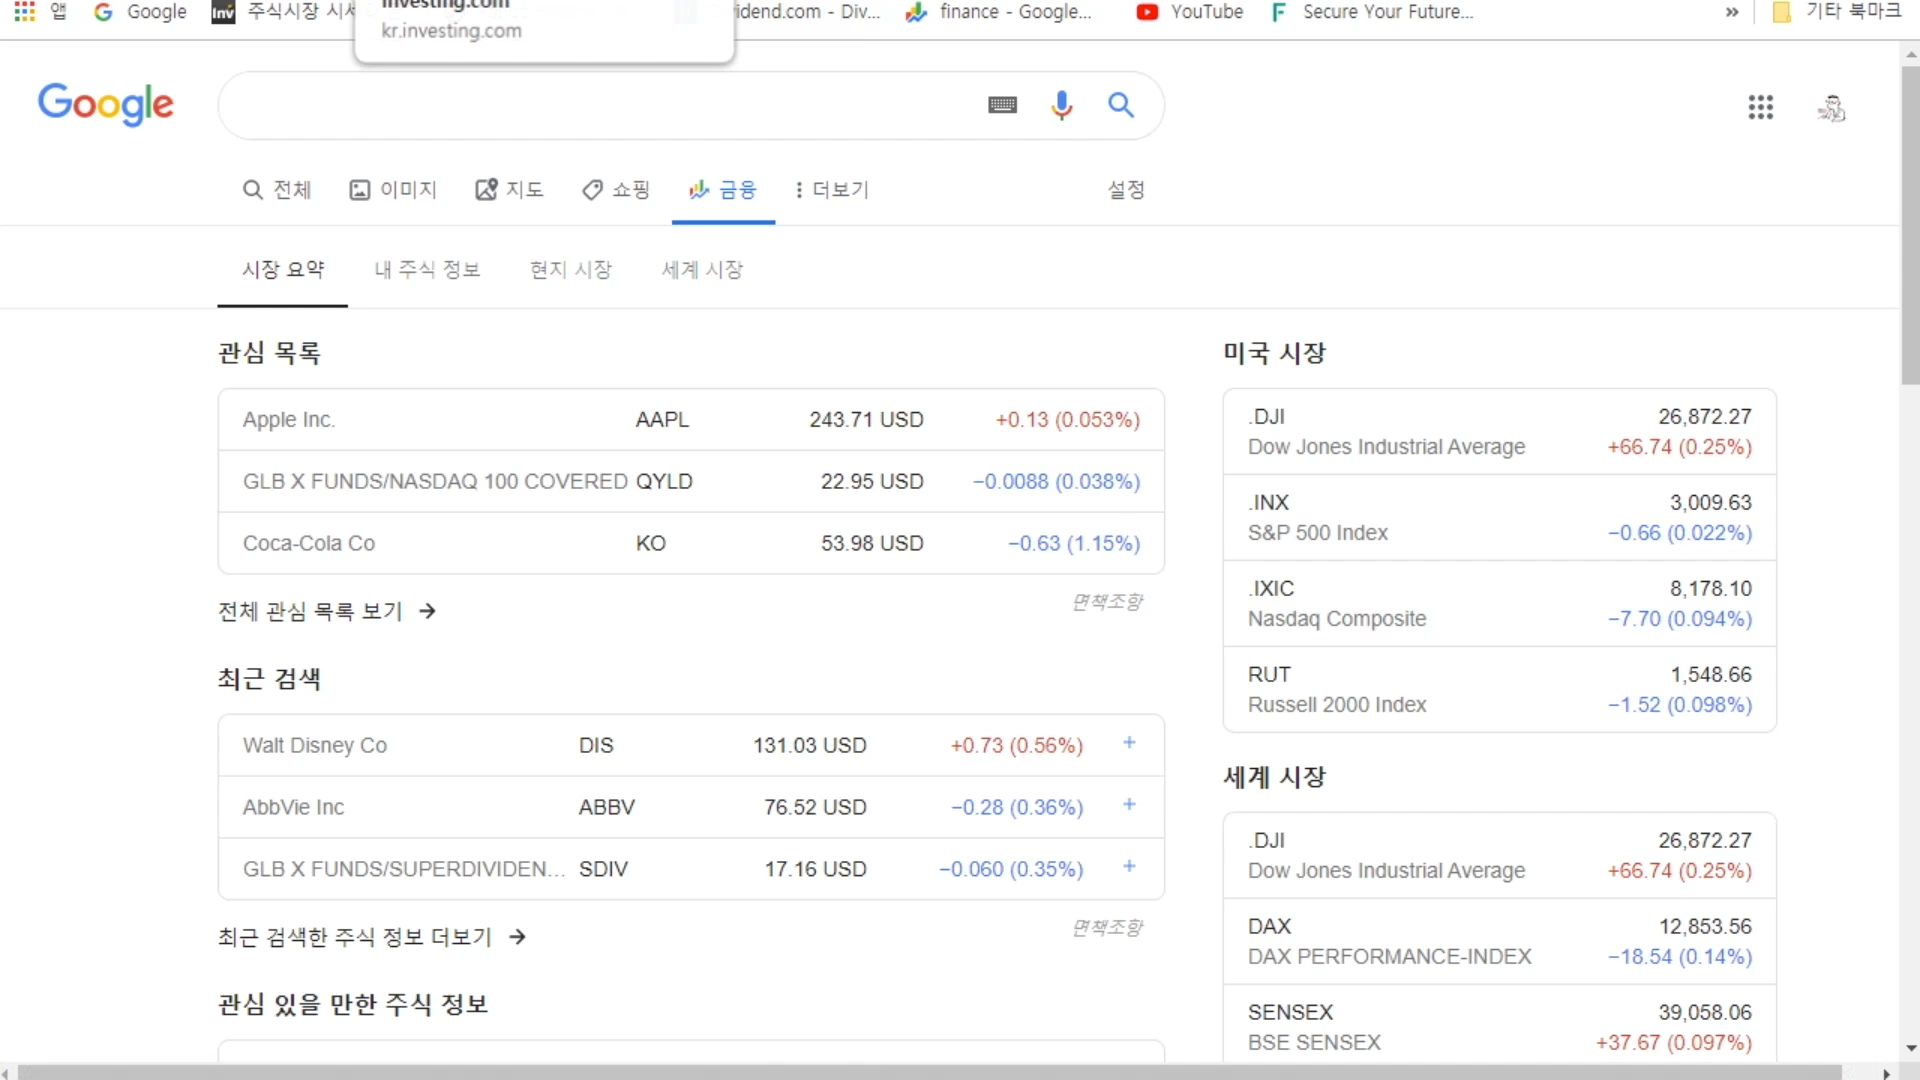 앱 Google 주식시장 시세 idend.com - Div... finance - Google... YouTube Secure Your Future... » 기타 북마크
investing.com
kr.investing.com
Google
전체 이미지 지도 쇼핑 금융 더보기 설정
시장 요약 내 주식 정보 현지 시장 세계 시장
관심 목록
Apple Inc. AAPL 243.71 USD +0.13 (0.053%)
GLB X FUNDS/NASDAQ 100 COVERED QYLD 22.95 USD −0.0088 (0.038%)
Coca-Cola Co KO 53.98 USD −0.63 (1.15%)
전체 관심 목록 보기 →
면책조항
최근 검색
Walt Disney Co DIS 131.03 USD +0.73 (0.56%) +
AbbVie Inc ABBV 76.52 USD −0.28 (0.36%) +
GLB X FUNDS/SUPERDIVIDEN... SDIV 17.16 USD −0.060 (0.35%) +
최근 검색한 주식 정보 더보기 →
면책조항
관심 있을 만한 주식 정보
미국 시장
.DJI 26,872.27
Dow Jones Industrial Average +66.74 (0.25%)
.INX 3,009.63
S&P 500 Index −0.66 (0.022%)
.IXIC 8,178.10
Nasdaq Composite −7.70 (0.094%)
RUT 1,548.66
Russell 2000 Index −1.52 (0.098%)
세계 시장
.DJI 26,872.27
Dow Jones Industrial Average +66.74 (0.25%)
DAX 12,853.56
DAX PERFORMANCE-INDEX −18.54 (0.14%)
SENSEX 39,058.06
BSE SENSEX +37.67 (0.097%)